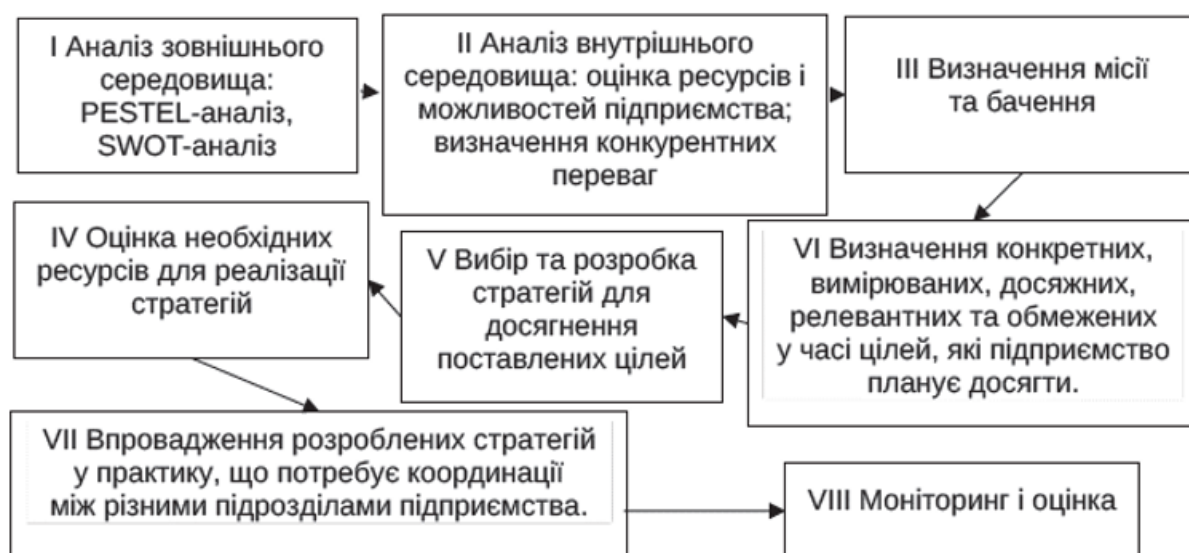 I Аналіз зовнішнього
середовища:
PESTEL-аналіз,
SWOT-аналіз
II Аналіз внутрішнього
середовища: оцінка ресурсів і
можливостей підприємства;
визначення конкурентних
переваг
III Визначення місії
та бачення
IV Оцінка необхідних
ресурсів для реалізації
стратегій
V Вибір та розробка
стратегій для
досягнення
поставлених цілей
VI Визначення конкретних,
вимірюваних, досяжних,
релевантних та обмежених
у часі цілей, які підприємство
планує досягти.
VII Впровадження розроблених стратегій
у практику, що потребує координації
між різними підрозділами підприємства.
VIII Моніторинг і оцінка